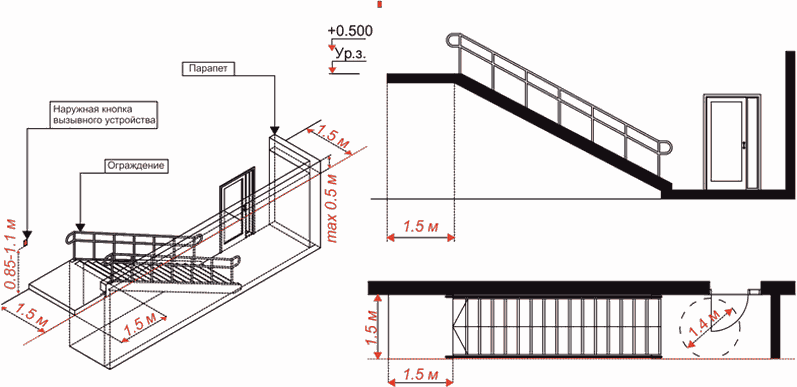 +0.500
Ур.з.
Парапет
Наружная кнопка
вызывного устройства
1.5 м
Ограждение
max 0.5 м
0.85-1.1 м
1.5 м
1.5 м
1.5 м
1.5 м
1.4 м
1.5 м